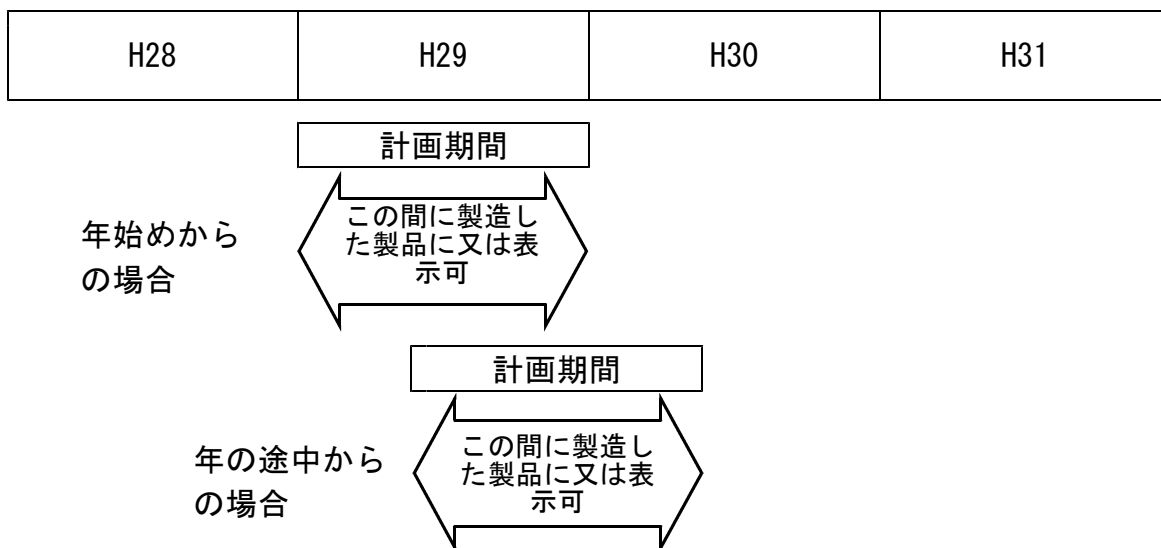 H28 H29 H30 H31
計画期間
年始めから
の場合
この間に製造し
た製品に又は表
示可
計画期間
年の途中から
の場合
この間に製造し
た製品に又は表
示可